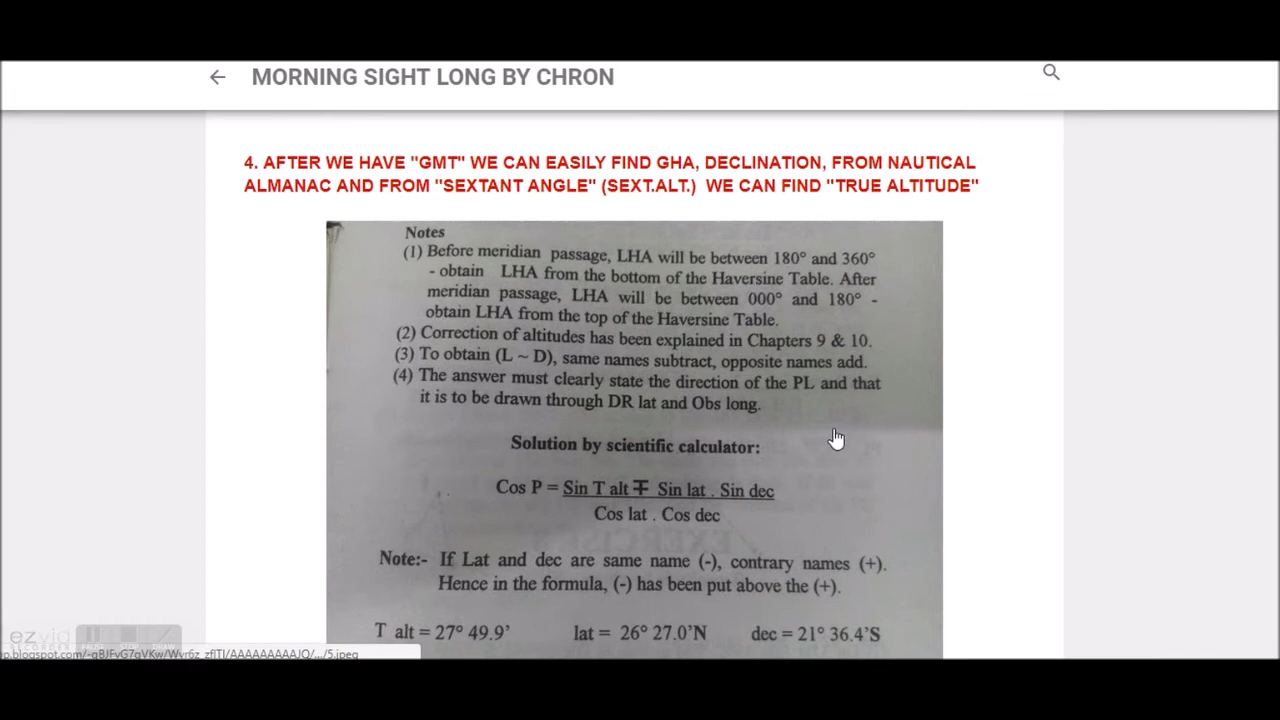 MORNING SIGHT LONG BY CHRON
4. AFTER WE HAVE "GMT" WE CAN EASILY FIND GHA, DECLINATION, FROM NAUTICAL
ALMANAC AND FROM "SEXTANT ANGLE" (SEXT.ALT.) WE CAN FIND "TRUE ALTITUDE"
Notes
(1) Before meridian passage, LHA will be between 180° and 360°
- obtain LHA from the bottom of the Haversine Table. After
meridian passage, LHA will be between 000° and 180° -
obtain LHA from the top of the Haversine Table.
(2) Correction of altitudes has been explained in Chapters 9 & 10.
(3) To obtain (L ~ D), same names subtract, opposite names add.
(4) The answer must clearly state the direction of the PL and that
it is to be drawn through DR lat and Obs long.
Solution by scientific calculator:
Cos P = Sin T alt ∓ Sin lat . Sin dec
Cos lat . Cos dec
Note:- If Lat and dec are same name (-), contrary names (+).
Hence in the formula, (-) has been put above the (+).
T alt = 27° 49.9' lat = 26° 27.0'N dec = 21° 36.4'S
ezvid